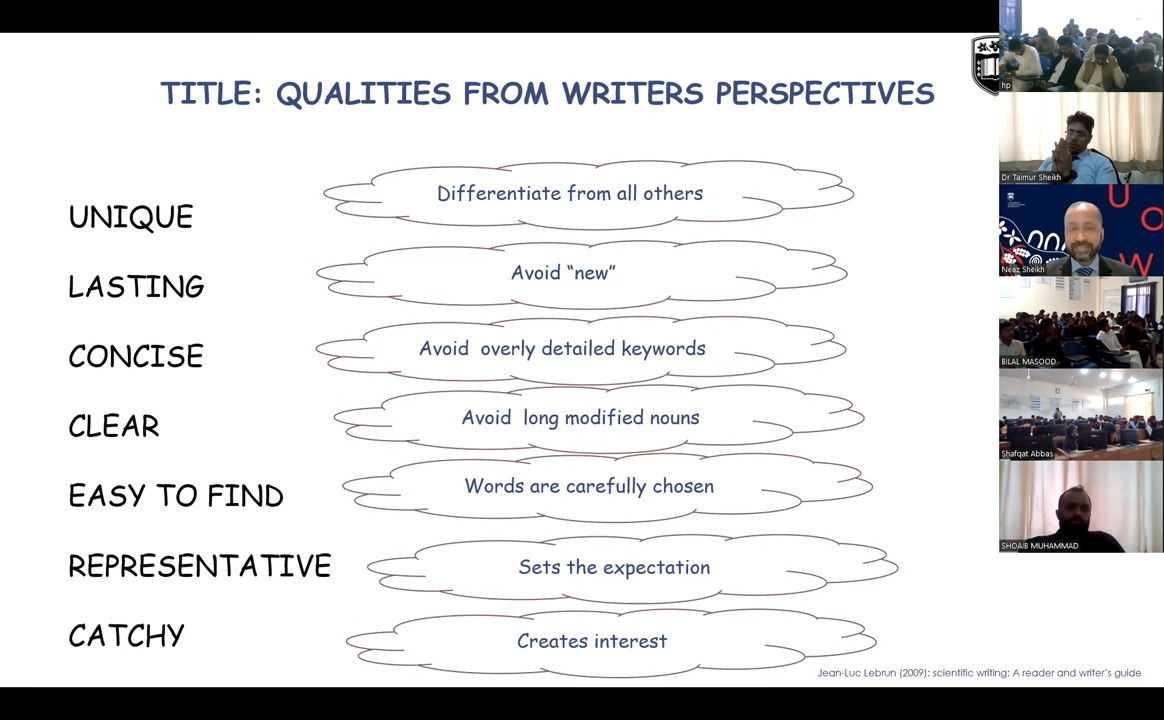 TITLE: QUALITIES FROM WRITERS PERSPECTIVES
UNIQUE
Differentiate from all others
LASTING
Avoid “new”
CONCISE
Avoid overly detailed keywords
CLEAR
Avoid long modified nouns
EASY TO FIND
Words are carefully chosen
REPRESENTATIVE
Sets the expectation
CATCHY
Creates interest
Jean-Luc Lebrun (2009): scientific writing: A reader and writer's guide
hp
Dr Taimur Sheikh
U
O
W
Neaz Sheikh
BILAL MASOOD
Shafqat Abbas
SHOAIB MUHAMMAD